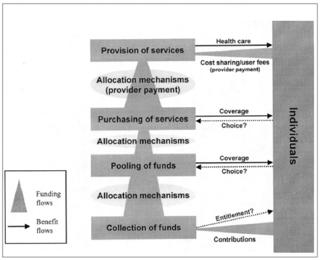 Provision of services
Health care
Cost sharing/user fees
(provider payment)
Allocation mechanisms
(provider payment)
Purchasing of services
Coverage
Choice?
Allocation mechanisms
Pooling of funds
Coverage
Choice?
Allocation mechanisms
Collection of funds
Entitlement?
Contributions
Individuals
Funding
flows
Benefit
flows